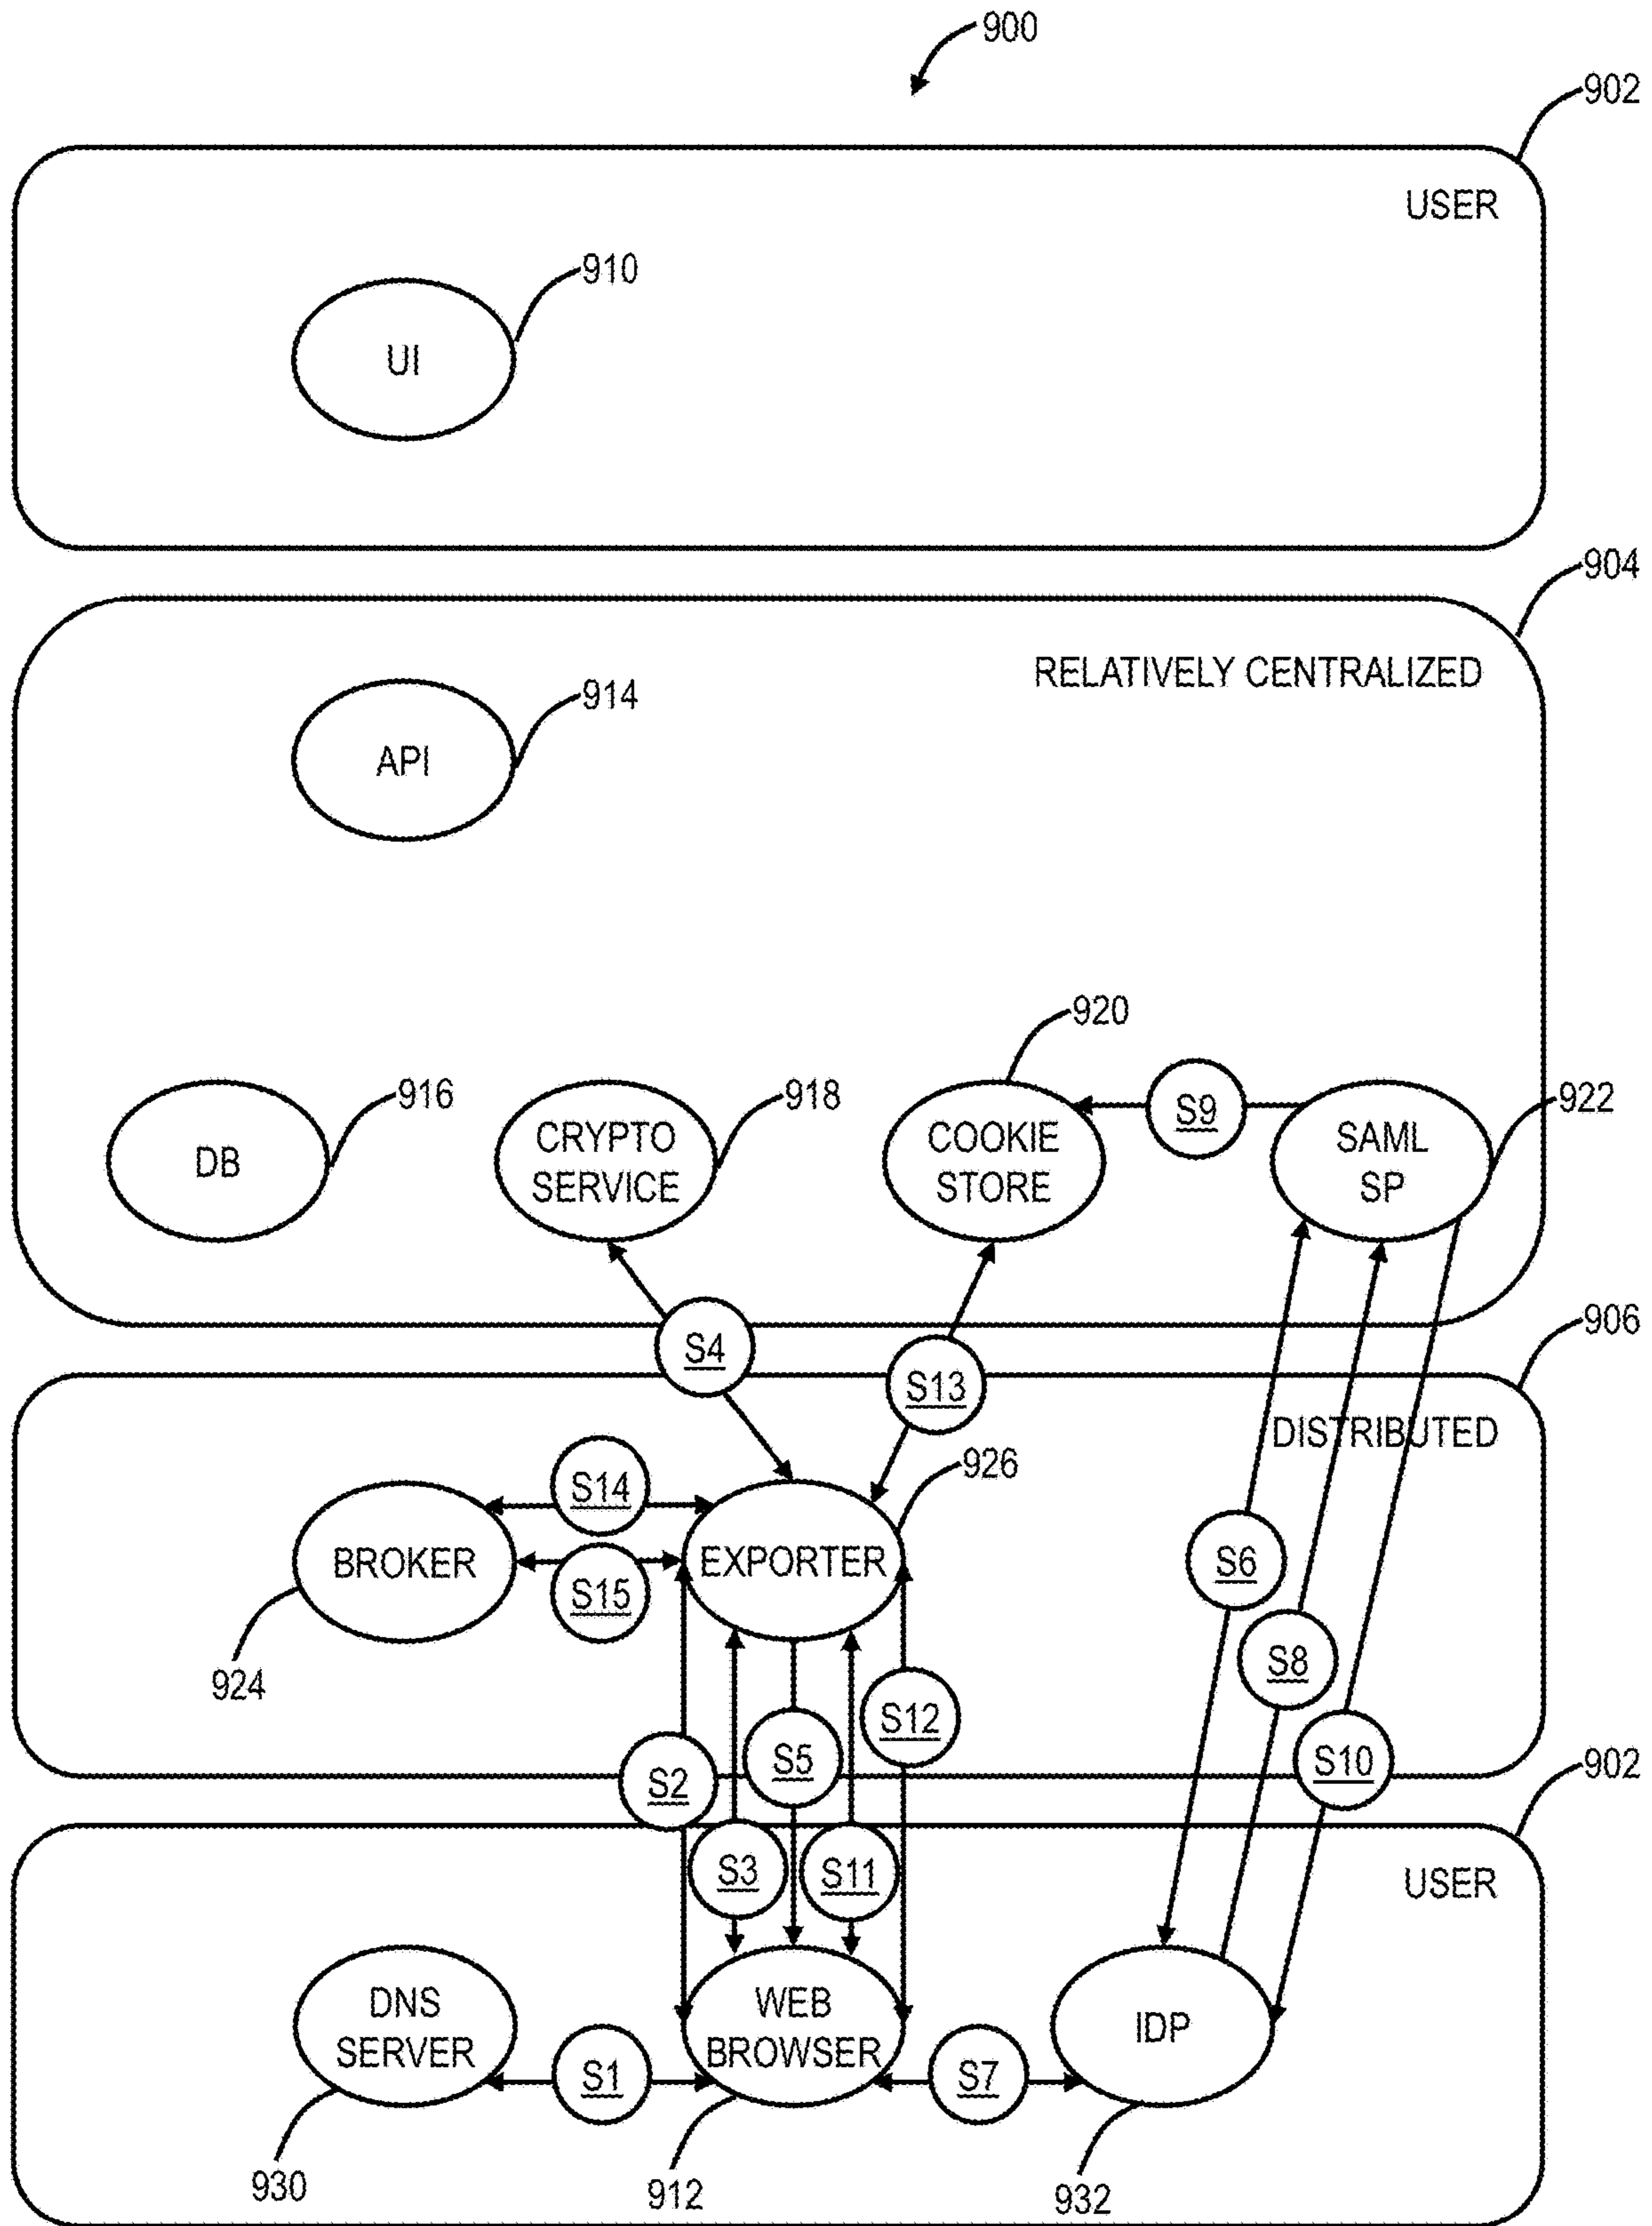 900
902
USER
910
UI
904
RELATIVELY CENTRALIZED
914
API
920
916
918
S9
922
DB
CRYPTO
SERVICE
COOKIE
STORE
SAML
SP
906
S4
S13
DISTRIBUTED
926
S14
BROKER
EXPORTER
S6
S15
924
S12
S8
S5
S10
902
S2
S3
S11
USER
DNS
SERVER
WEB
BROWSER
IDP
S1
S7
930
912
932